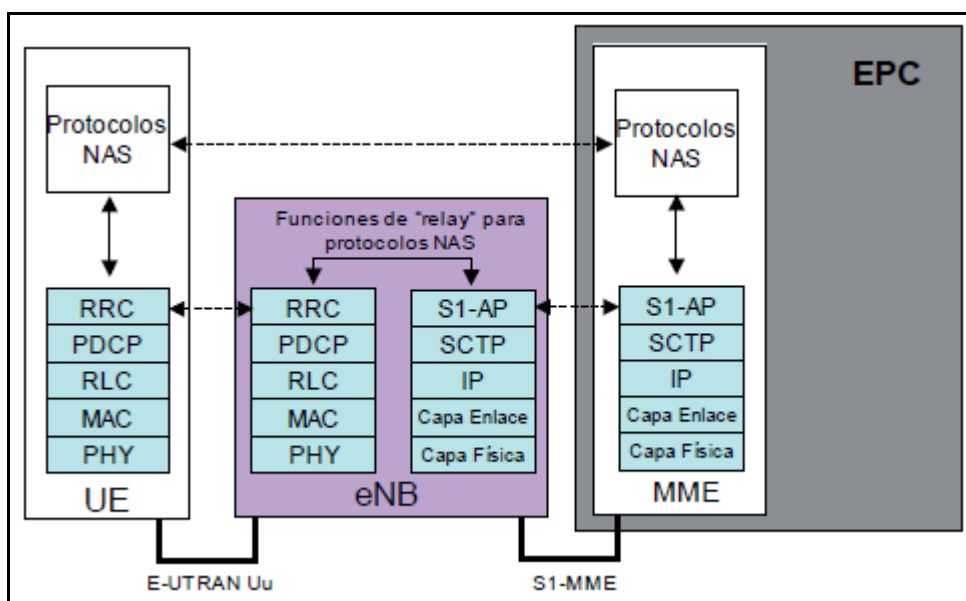 EPC
Protocolos
NAS
Protocolos
NAS
Funciones de "relay" para
protocolos NAS
RRC
PDCP
RLC
MAC
PHY
UE
RRC
PDCP
RLC
MAC
PHY
S1-AP
SCTP
IP
Capa Enlace
Capa Física
eNB
S1-AP
SCTP
IP
Capa Enlace
Capa Física
MME
E-UTRAN Uu
S1-MME